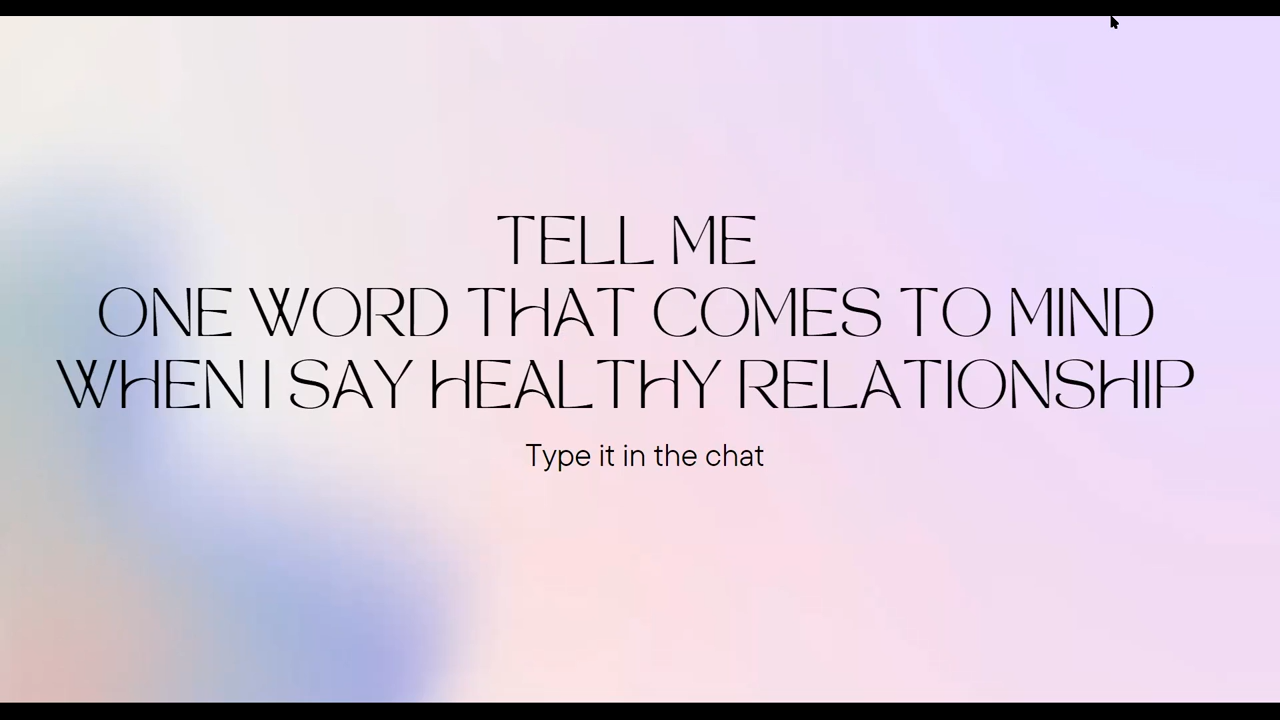 TELL ME
ONE WORD THAT COMES TO MIND
WHEN I SAY HEALTHY RELATIONSHIP
Type it in the chat